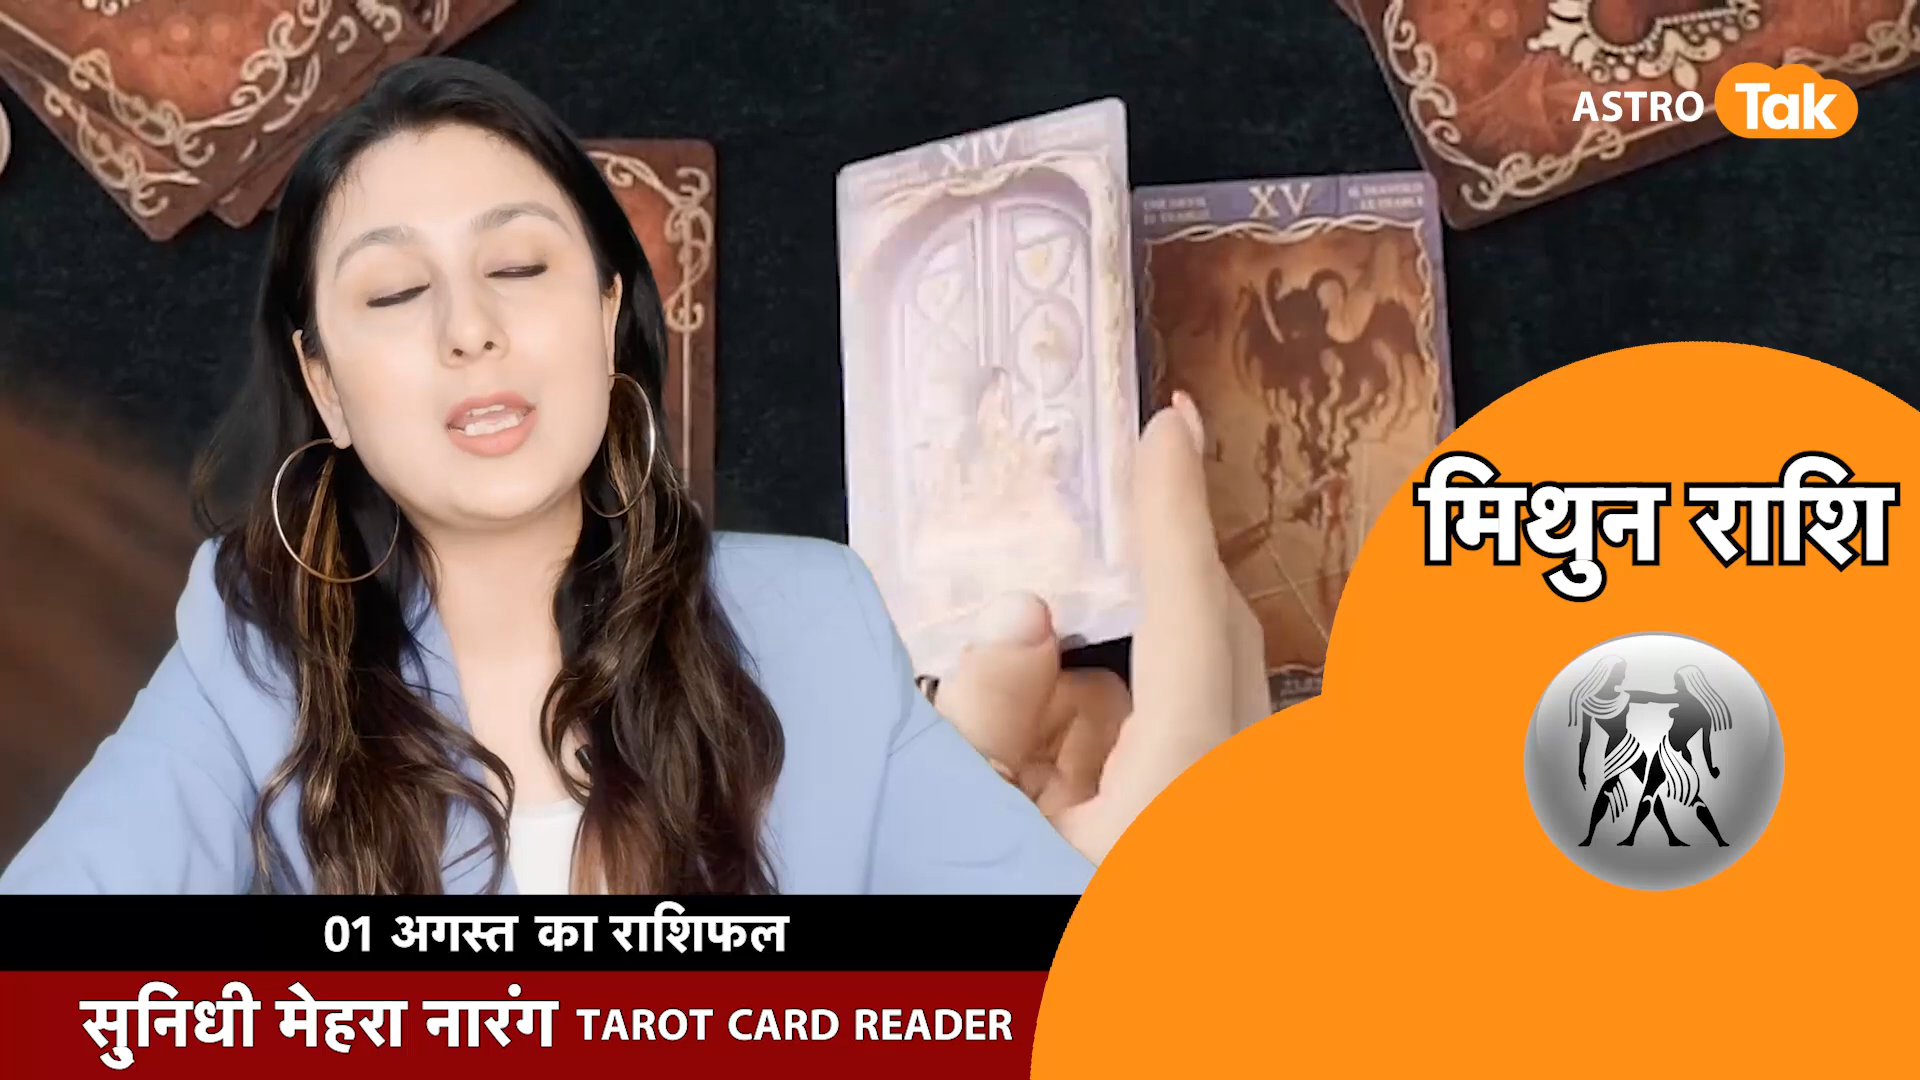 ASTRO Tak
XIV
XV
मिथुन राशि
01 अगस्त का राशिफल
सुनिधी मेहरा नारंग TAROT CARD READER